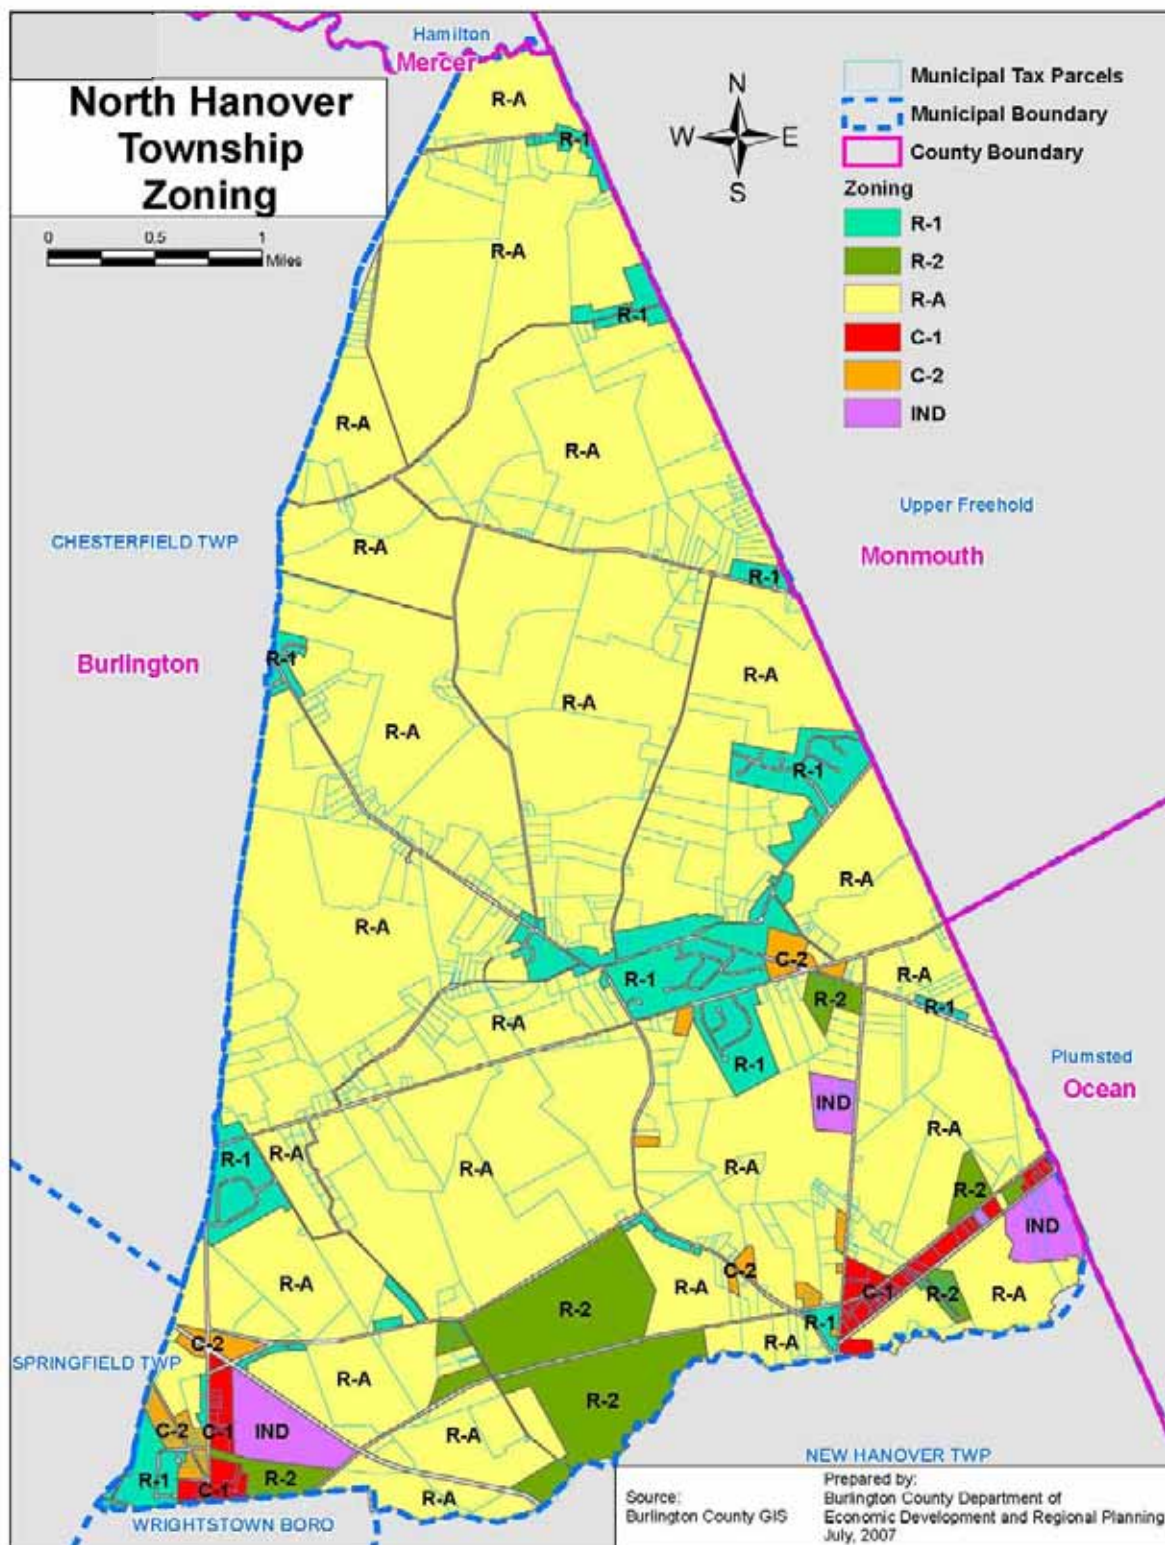 Hamilton
Mercer
North Hanover
Township
Zoning
0 0.5 1
Miles
N
W E
S
Municipal Tax Parcels
Municipal Boundary
County Boundary
Zoning
R-1
R-2
R-A
C-1
C-2
IND
R-A
R-1
R-A
R-1
R-A
R-A
Upper Freehold
CHESTERFIELD TWP
R-A
Monmouth
R-1
Burlington
R-1
R-A
R-A
R-A
R-1
R-A
R-A
C-2
R-1
R-A
R-2
R-1
R-A
R-1
Plumsted
Ocean
IND
R-A
R-1
R-A
R-A
R-A
R-2
IND
R-A
C-2
R-A
R-2
C-1
R-2
R-A
R-1
R-A
C-2
SPRINGFIELD TWP
R-A
R-2
C-2
C-1
IND
R-A
R-1
R-2
C-1
R-A
NEW HANOVER TWP
WRIGHTSTOWN BORO
Source:
Burlington County GIS
Prepared by:
Burlington County Department of
Economic Development and Regional Planning
July, 2007